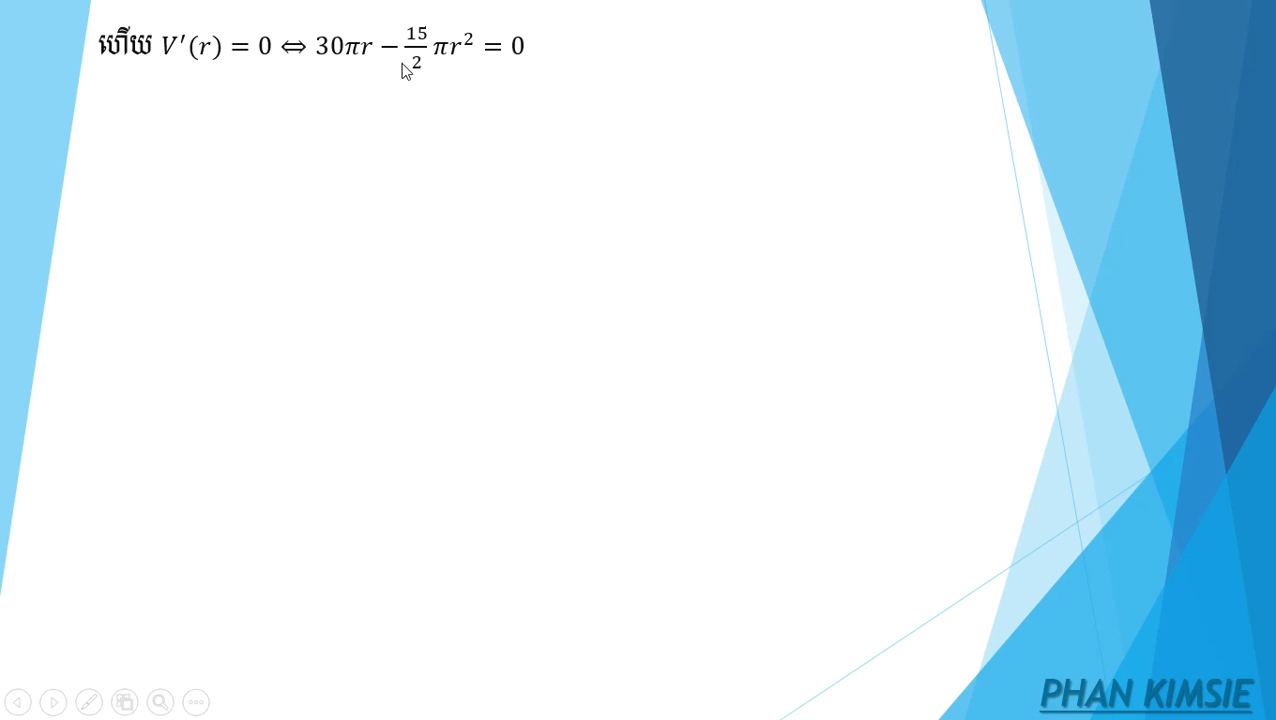 ហើយ V′(r) = 0 ⇔ 30πr − 15/2 πr² = 0
PHAN KIMSIE